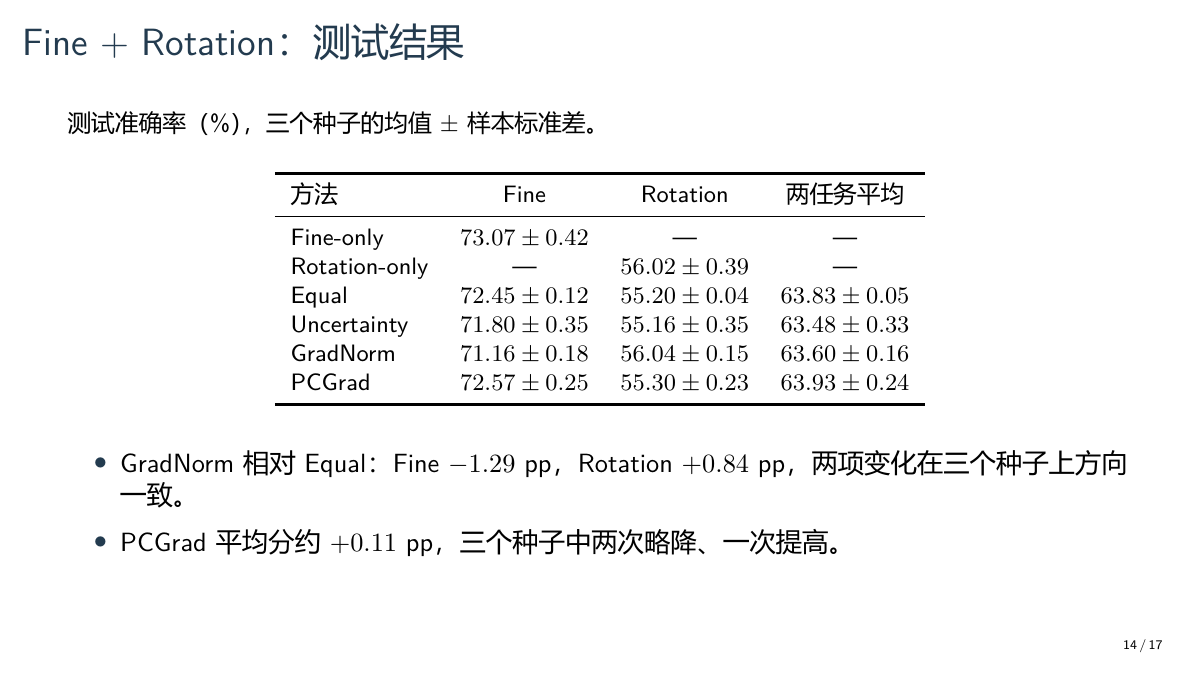 Fine + Rotation：测试结果
测试准确率（%），三个种子的均值 ± 样本标准差。
方法 Fine Rotation 两任务平均
Fine-only 73.07 ± 0.42 — —
Rotation-only — 56.02 ± 0.39 —
Equal 72.45 ± 0.12 55.20 ± 0.04 63.83 ± 0.05
Uncertainty 71.80 ± 0.35 55.16 ± 0.35 63.48 ± 0.33
GradNorm 71.16 ± 0.18 56.04 ± 0.15 63.60 ± 0.16
PCGrad 72.57 ± 0.25 55.30 ± 0.23 63.93 ± 0.24
• GradNorm 相对 Equal：Fine −1.29 pp，Rotation +0.84 pp，两项变化在三个种子上方向
一致。
• PCGrad 平均分约 +0.11 pp，三个种子中两次略降、一次提高。
14 / 17